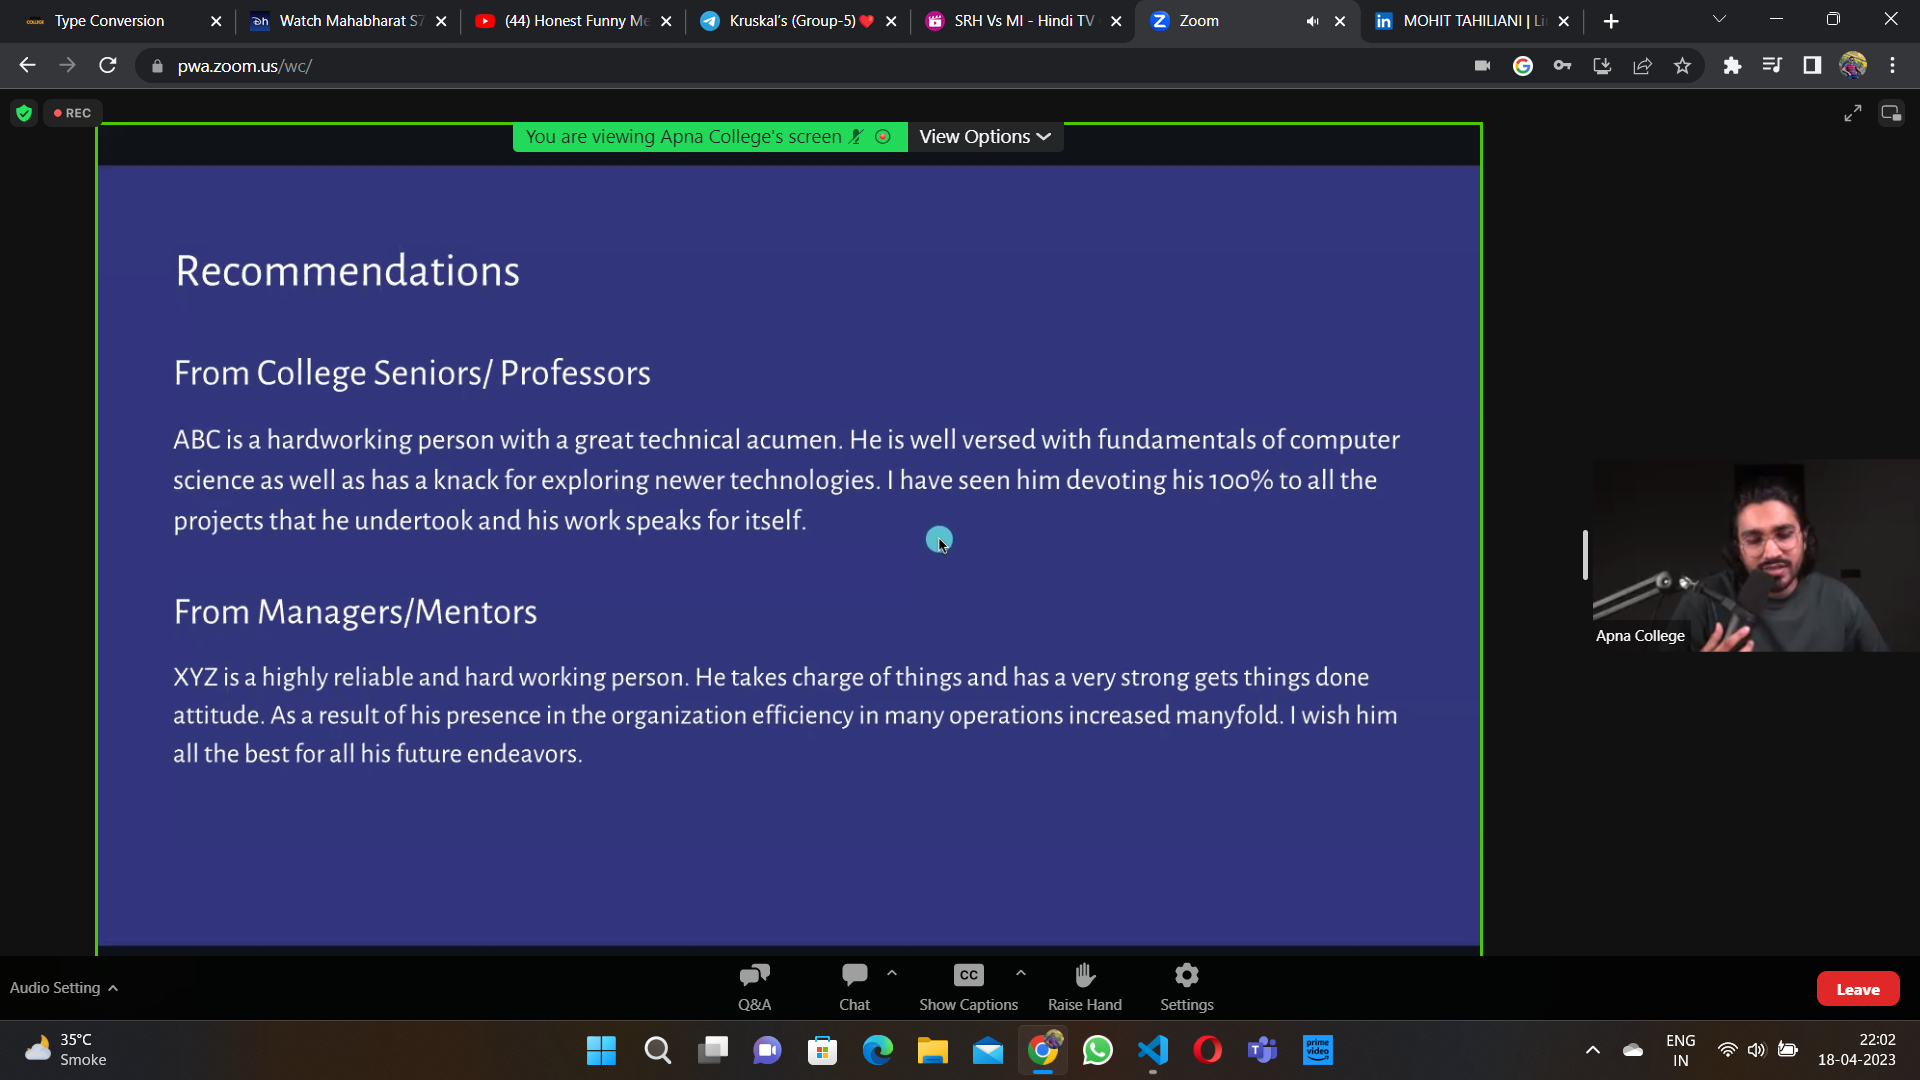 Type Conversion
Watch Mahabharat S7
(44) Honest Funny Me
Kruskal's (Group-5)
SRH Vs MI - Hindi TV
Zoom
MOHIT TAHILIANI | Li
pwa.zoom.us/wc/
REC
You are viewing Apna College's screen
View Options
Recommendations
From College Seniors/ Professors
ABC is a hardworking person with a great technical acumen. He is well versed with fundamentals of computer
science as well as has a knack for exploring newer technologies. I have seen him devoting his 100% to all the
projects that he undertook and his work speaks for itself.
From Managers/Mentors
XYZ is a highly reliable and hard working person. He takes charge of things and has a very strong gets things done
attitude. As a result of his presence in the organization efficiency in many operations increased manyfold. I wish him
all the best for all his future endeavors.
Apna College
Audio Setting
Q&A
Chat
CC
Show Captions
Raise Hand
Settings
Leave
35°C
Smoke
prime
video
ENG
IN
22:02
18-04-2023